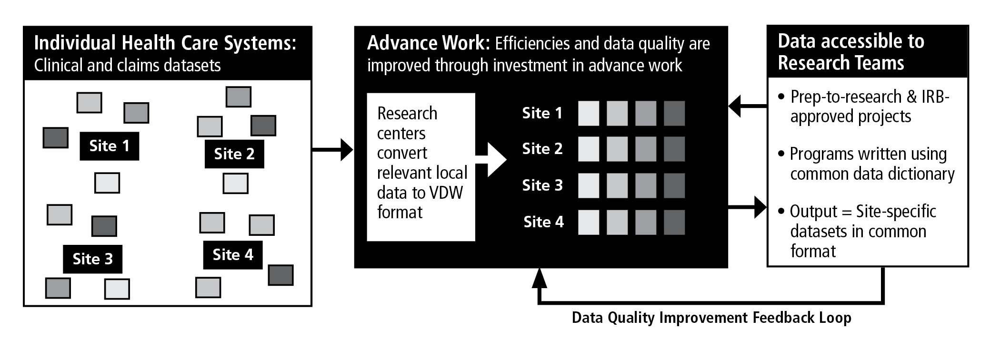 Individual Health Care Systems:
Clinical and claims datasets
Site 1
Site 2
Site 3
Site 4
Advance Work: Efficiencies and data quality are
improved through investment in advance work
Research
centers
convert
relevant local
data to VDW
format
Site 1
Site 2
Site 3
Site 4
Data accessible to
Research Teams
• Prep-to-research & IRB-
approved projects
• Programs written using
common data dictionary
• Output = Site-specific
datasets in common
format
Data Quality Improvement Feedback Loop